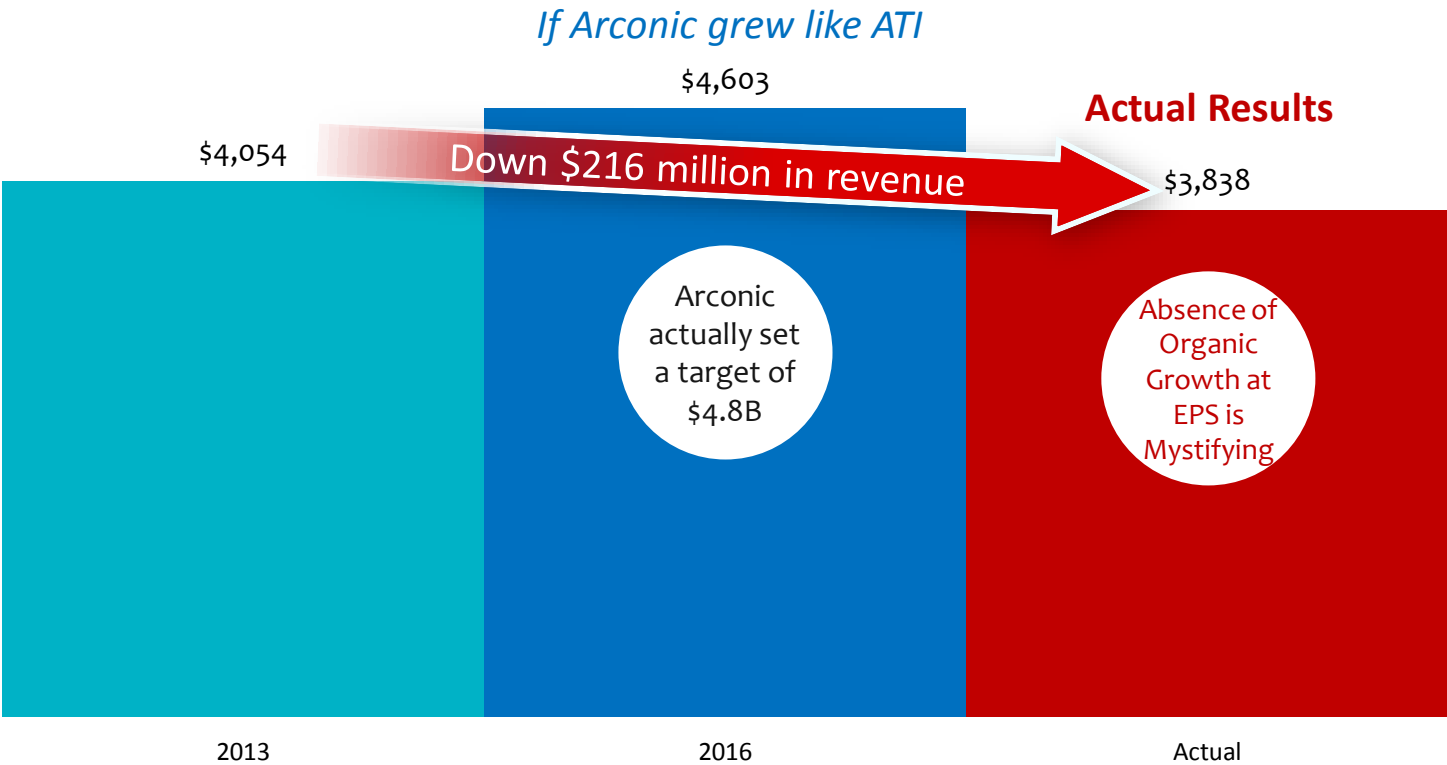 If Arconic grew like ATI
$4,603
Actual Results
$4,054
Down $216 million in revenue
$3,838
Arconic
actually set
a target of
$4.8B
Absence of
Organic
Growth at
EPS is
Mystifying
2013
2016
Actual